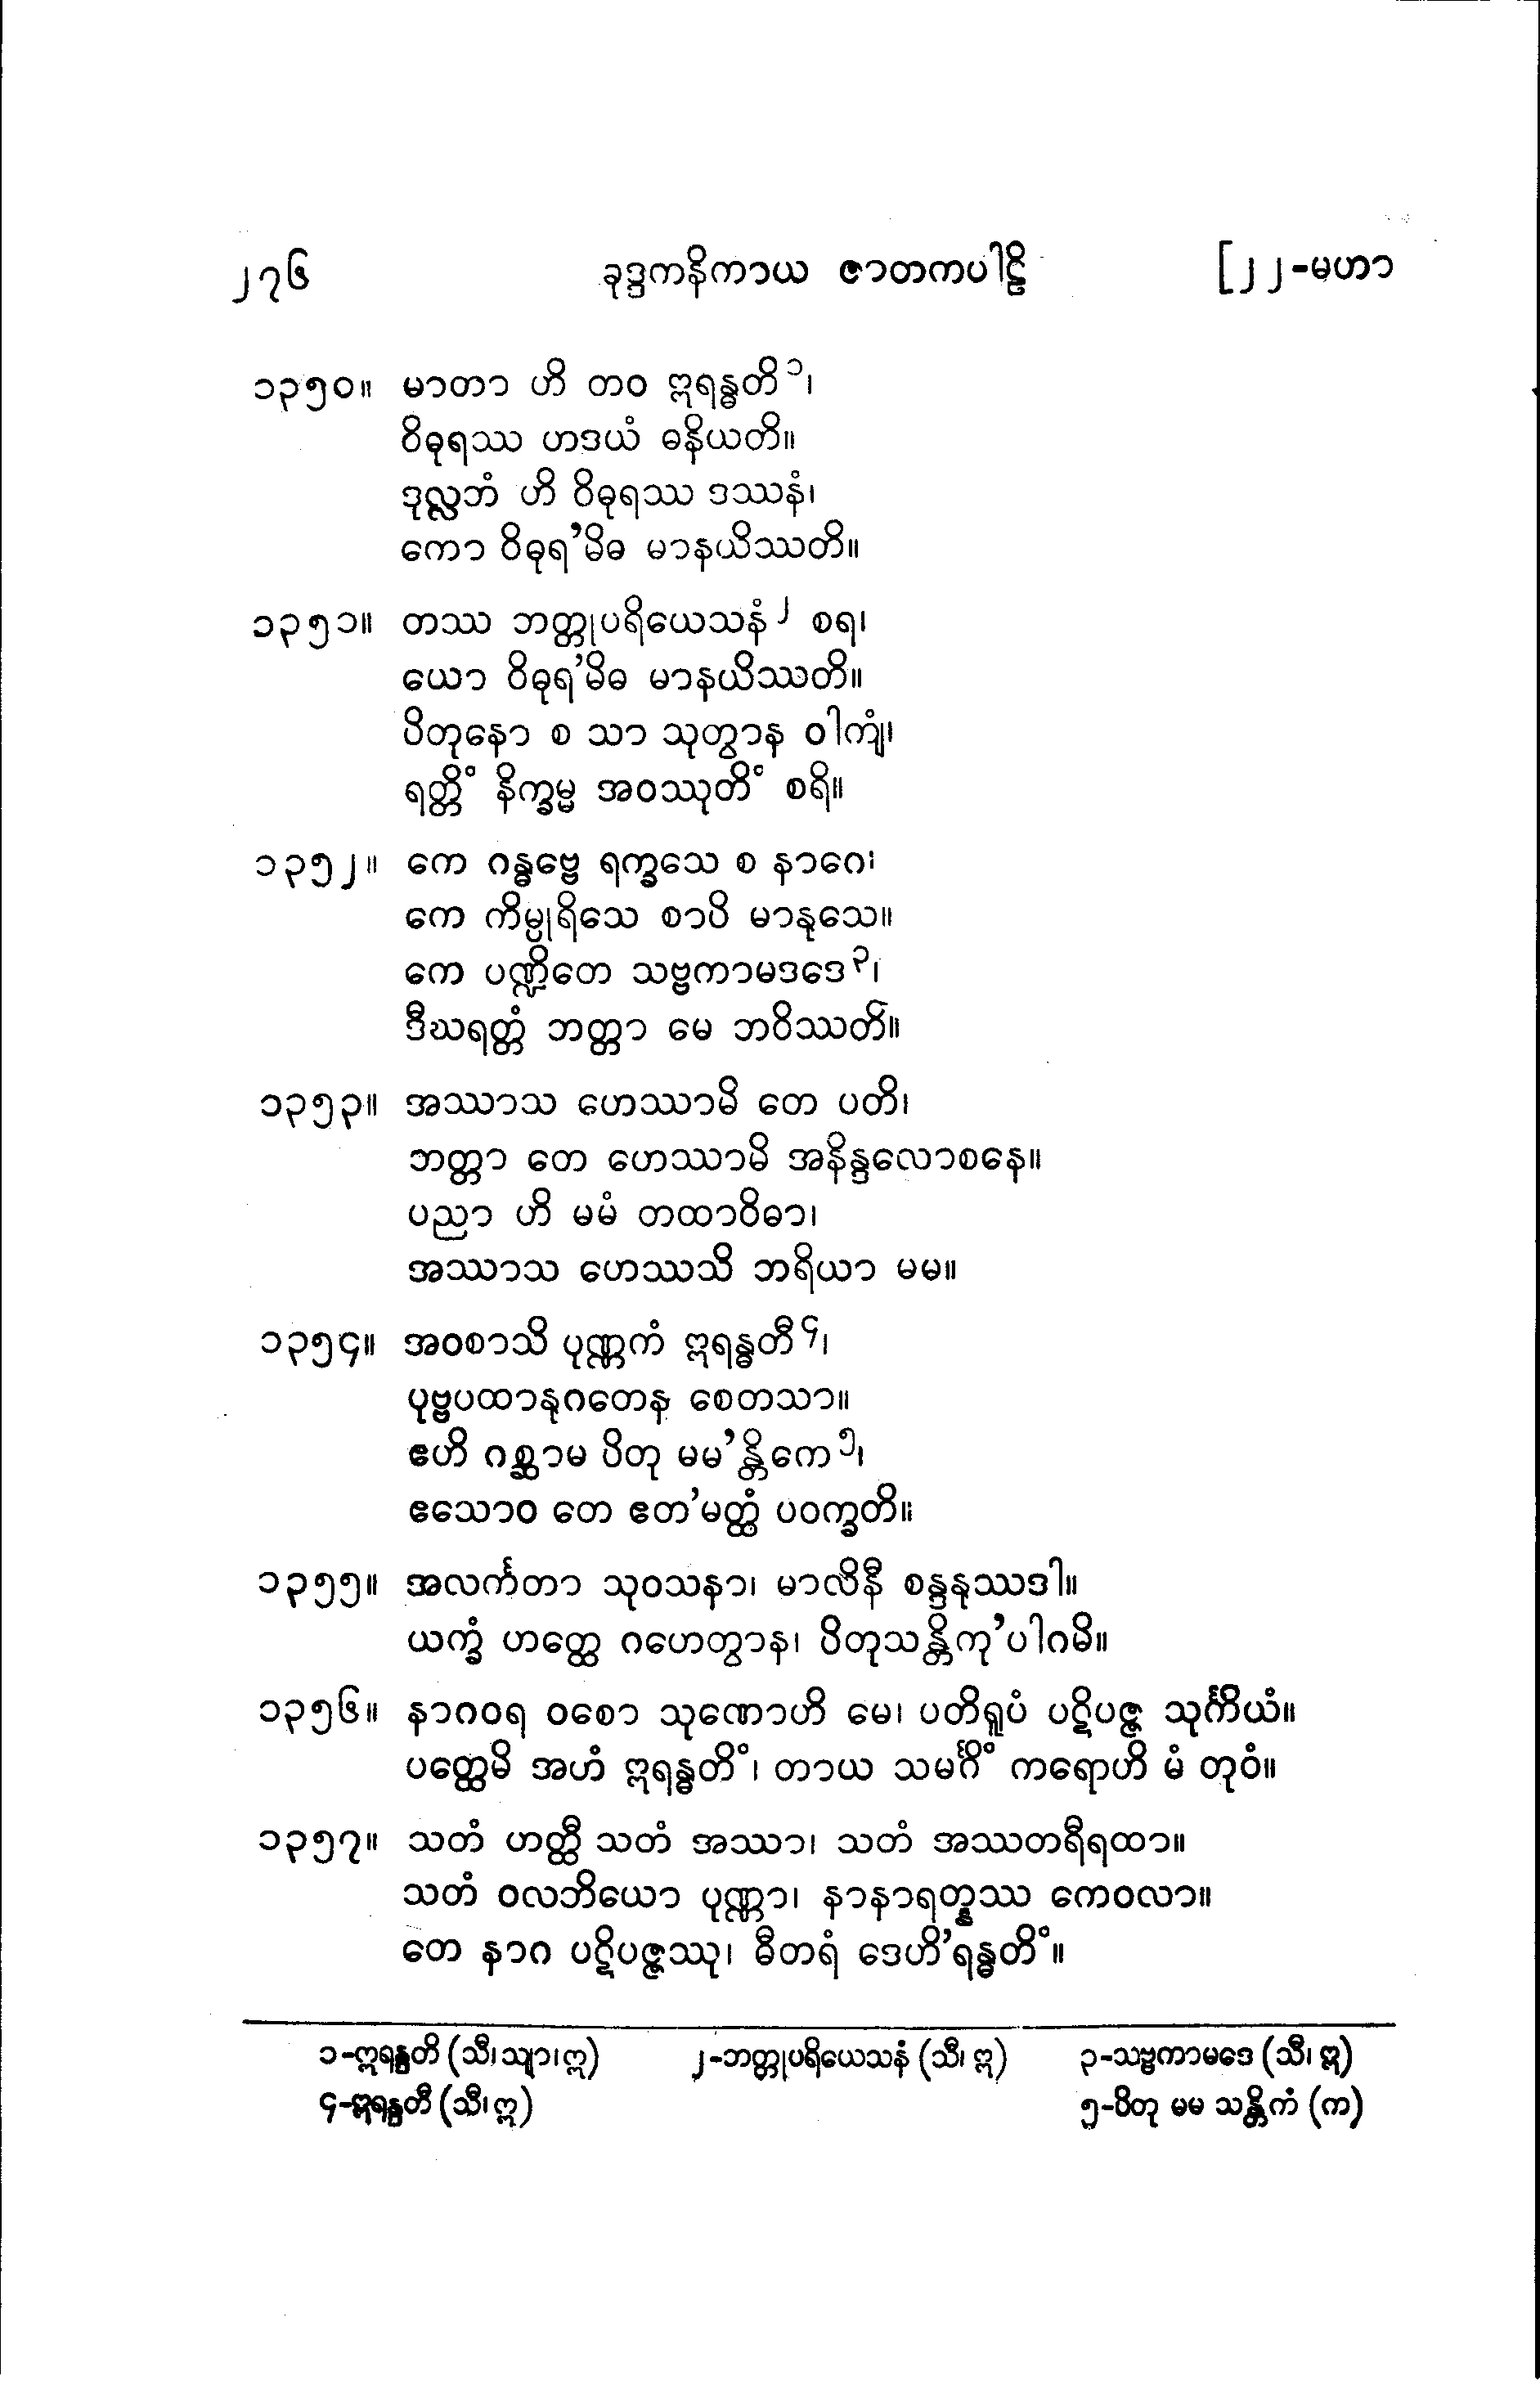 ၂၇၆ ခုဒ္ဒကနိကာယ ဇာတကပါဠိ [၂၂-မဟာ
၁၃၅၀။ မာတာ ဟိ တဝ ဣရန္ဓတိ၁၊
ဝိဓုရဿ ဟဒယံ ဓနိယတိ။
ဒုလ္လဘံ ဟိ ဝိဓုရဿ ဒဿနံ၊
ကော ဝိဓုရ’မိဓ မာနယိဿတိ။
၁၃၅၁။ တဿ ဘတ္တုပရိယေသနံ၂ စရ၊
ယော ဝိဓုရ’မိဓ မာနယိဿတိ။
ပိတုနော စ သာ သုတွာန ဝါကျံ၊
ရတ္တိံ နိက္ခမ္မ အဝဿုတိံ စရိ။
၁၃၅၂။ ကေ ဂန္ဓဗ္ဗေ ရက္ခသေ စ နာဂေ၊
ကေ ကိမ္ပုရိသေ စာပိ မာနုသေ။
ကေ ပဏ္ဍိတေ သဗ္ဗကာမဒဒေ၃၊
ဒီဃရတ္တံ ဘတ္တာ မေ ဘဝိဿတိ။
၁၃၅၃။ အဿာသ ဟေဿာမိ တေ ပတိ၊
ဘတ္တာ တေ ဟေဿာမိ အနိန္ဒလောစနေ။
ပညာ ဟိ မမံ တထာဝိဓာ၊
အဿာသ ဟေဿသိ ဘရိယာ မမ။
၁၃၅၄။ အဝစာသိ ပုဏ္ဏကံ ဣရန္ဓတီ၄၊
ပုဗ္ဗပထာနုဂတေန စေတသာ။
ဧဟိ ဂစ္ဆာမ ပိတု မမ’န္တိကေ၅၊
ဧသောဝ တေ ဧတ’မတ္ထံ ပဝက္ခတိ။
၁၃၅၅။ အလင်္ကတာ သုဝသနာ၊ မာလိနီ စန္ဒနုဿဒါ။
ယက္ခံ ဟတ္ထေ ဂဟေတွာန၊ ပိတုသန္တိကု’ပါဂမိ။
၁၃၅၆။ နာဂဝရ ဝစော သုဏောဟိ မေ၊ ပတိရူပံ ပဋိပဇ္ဇ သုင်္ကိယံ။
ပတ္ထေမိ အဟံ ဣရန္ဓတိံ၊ တာယ သမင်္ဂိံ ကရောဟိ မံ တုဝံ။
၁၃၅၇။ သတံ ဟတ္ထီ သတံ အဿာ၊ သတံ အဿတရီရထာ။
သတံ ဝလဘိယော ပုဏ္ဏာ၊ နာနာရတ္နဿ ကေဝလာ။
တေ နာဂ ပဋိပဇ္ဇဿု၊ ဓီတရံ ဒေဟိ’ရန္ဓတိံ။
၁-ဣရန္ဒတိ (သီ၊ သျာ၊ ဣ) ၂-ဘတ္တုပရိယေသနံ (သီ၊ ဣ) ၃-သဗ္ဗကာမဒေ (သီ၊ ဣ)
၄-ဣရန္ဒတီ (သီ၊ ဣ) ၅-ပိတု မမ သန္တိကံ (က)